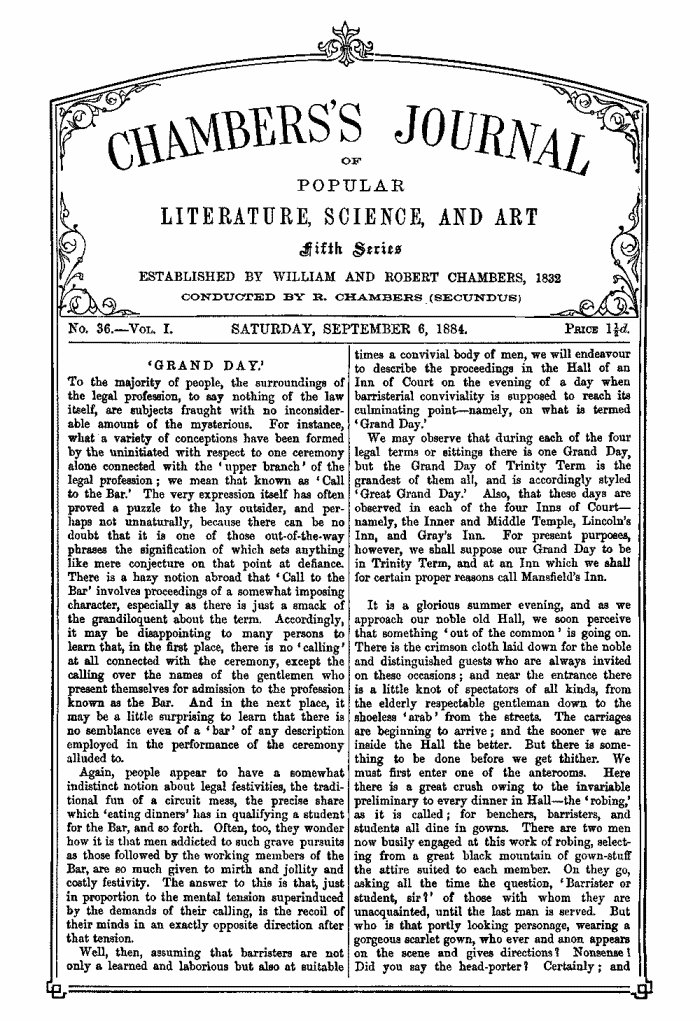 CHAMBERS'S JOURNAL
OF
POPULAR
LITERATURE, SCIENCE, AND ART
Fifth Series
ESTABLISHED BY WILLIAM AND ROBERT CHAMBERS, 1832
CONDUCTED BY R. CHAMBERS (SECUNDUS)
No. 36.—Vol. I. SATURDAY, SEPTEMBER 6, 1884. Price 1½d.
'GRAND DAY.'
To the majority of people, the surroundings of
the legal profession, to say nothing of the law
itself, are subjects fraught with no inconsider-
able amount of the mysterious. For instance,
what a variety of conceptions have been formed
by the uninitiated with respect to one ceremony
alone connected with the 'upper branch' of the
legal profession; we mean that known as 'Call
to the Bar.' The very expression itself has often
proved a puzzle to the lay outsider, and per-
haps not unnaturally, because there can be no
doubt that it is one of those out-of-the-way
phrases the signification of which sets anything
like mere conjecture on that point at defiance.
There is a hazy notion abroad that 'Call to the
Bar' involves proceedings of a somewhat imposing
character, especially as there is just a smack of
the grandiloquent about the term. Accordingly,
it may be disappointing to many persons to
learn that, in the first place, there is no 'calling'
at all connected with the ceremony, except the
calling over the names of the gentlemen who
present themselves for admission to the profession
known as the Bar. And in the next place, it
may be a little surprising to learn that there is
no semblance even of a 'bar' of any description
employed in the performance of the ceremony
alluded to.
Again, people appear to have a somewhat
indistinct notion about legal festivities, the tradi-
tional fun of a circuit mess, the precise share
which 'eating dinners' has in qualifying a student
for the Bar, and so forth. Often, too, they wonder
how it is that men addicted to such grave pursuits
as those followed by the working members of the
Bar, are so much given to mirth and jollity and
costly festivity. The answer to this is that, just
in proportion to the mental tension superinduced
by the demands of their calling, is the recoil of
their minds in an exactly opposite direction after
that tension.
Well, then, assuming that barristers are not
only a learned and laborious but also at suitable
times a convivial body of men, we will endeavour
to describe the proceedings in the Hall of an
Inn of Court on the evening of a day when
barristerial conviviality is supposed to reach its
culminating point—namely, on what is termed
'Grand Day.'
We may observe that during each of the four
legal terms or sittings there is one Grand Day,
but the Grand Day of Trinity Term is the
grandest of them all, and is accordingly styled
'Great Grand Day.' Also, that these days are
observed in each of the four Inns of Court—
namely, the Inner and Middle Temple, Lincoln's
Inn, and Gray's Inn. For present purposes,
however, we shall suppose our Grand Day to be
in Trinity Term, and at an Inn which we shall
for certain proper reasons call Mansfield's Inn.
It is a glorious summer evening, and as we
approach our noble old Hall, we soon perceive
that something 'out of the common' is going on.
There is the crimson cloth laid down for the noble
and distinguished guests who are always invited
on these occasions; and near the entrance there
is a little knot of spectators of all kinds, from
the elderly respectable gentleman down to the
shoeless 'arab' from the streets. The carriages
are beginning to arrive; and the sooner we are
inside the Hall the better. But there is some-
thing to be done before we get thither. We
must first enter one of the anterooms. Here
there is a great crush owing to the invariable
preliminary to every dinner in Hall—the 'robing,'
as it is called; for benchers, barristers, and
students all dine in gowns. There are two men
now busily engaged at this work of robing, select-
ing from a great black mountain of gown-stuff
the attire suited to each member. On they go,
asking all the time the question, 'Barrister or
student, sir?' of those with whom they are
unacquainted, until the last man is served. But
who is that portly looking personage, wearing a
gorgeous scarlet gown, who ever and anon appears
on the scene and gives directions? Nonsense!
Did you say the head-porter? Certainly; and